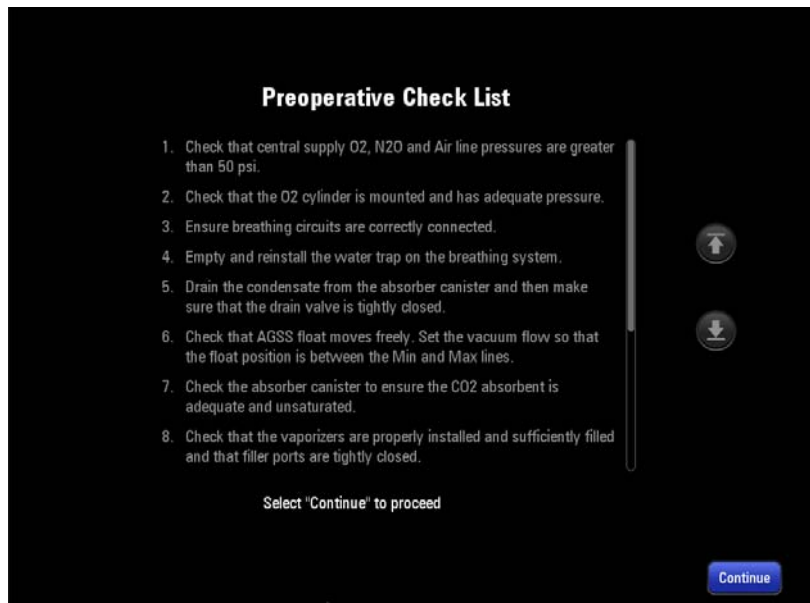 Preoperative Check List
1. Check that central supply O2, N2O and Air line pressures are greater
than 50 psi.
2. Check that the O2 cylinder is mounted and has adequate pressure.
3. Ensure breathing circuits are correctly connected.
4. Empty and reinstall the water trap on the breathing system.
5. Drain the condensate from the absorber canister and then make
sure that the drain valve is tightly closed.
6. Check that AGSS float moves freely. Set the vacuum flow so that
the float position is between the Min and Max lines.
7. Check the absorber canister to ensure the CO2 absorbent is
adequate and unsaturated.
8. Check that the vaporizers are properly installed and sufficiently filled
and that filler ports are tightly closed.
Select "Continue" to proceed
Continue